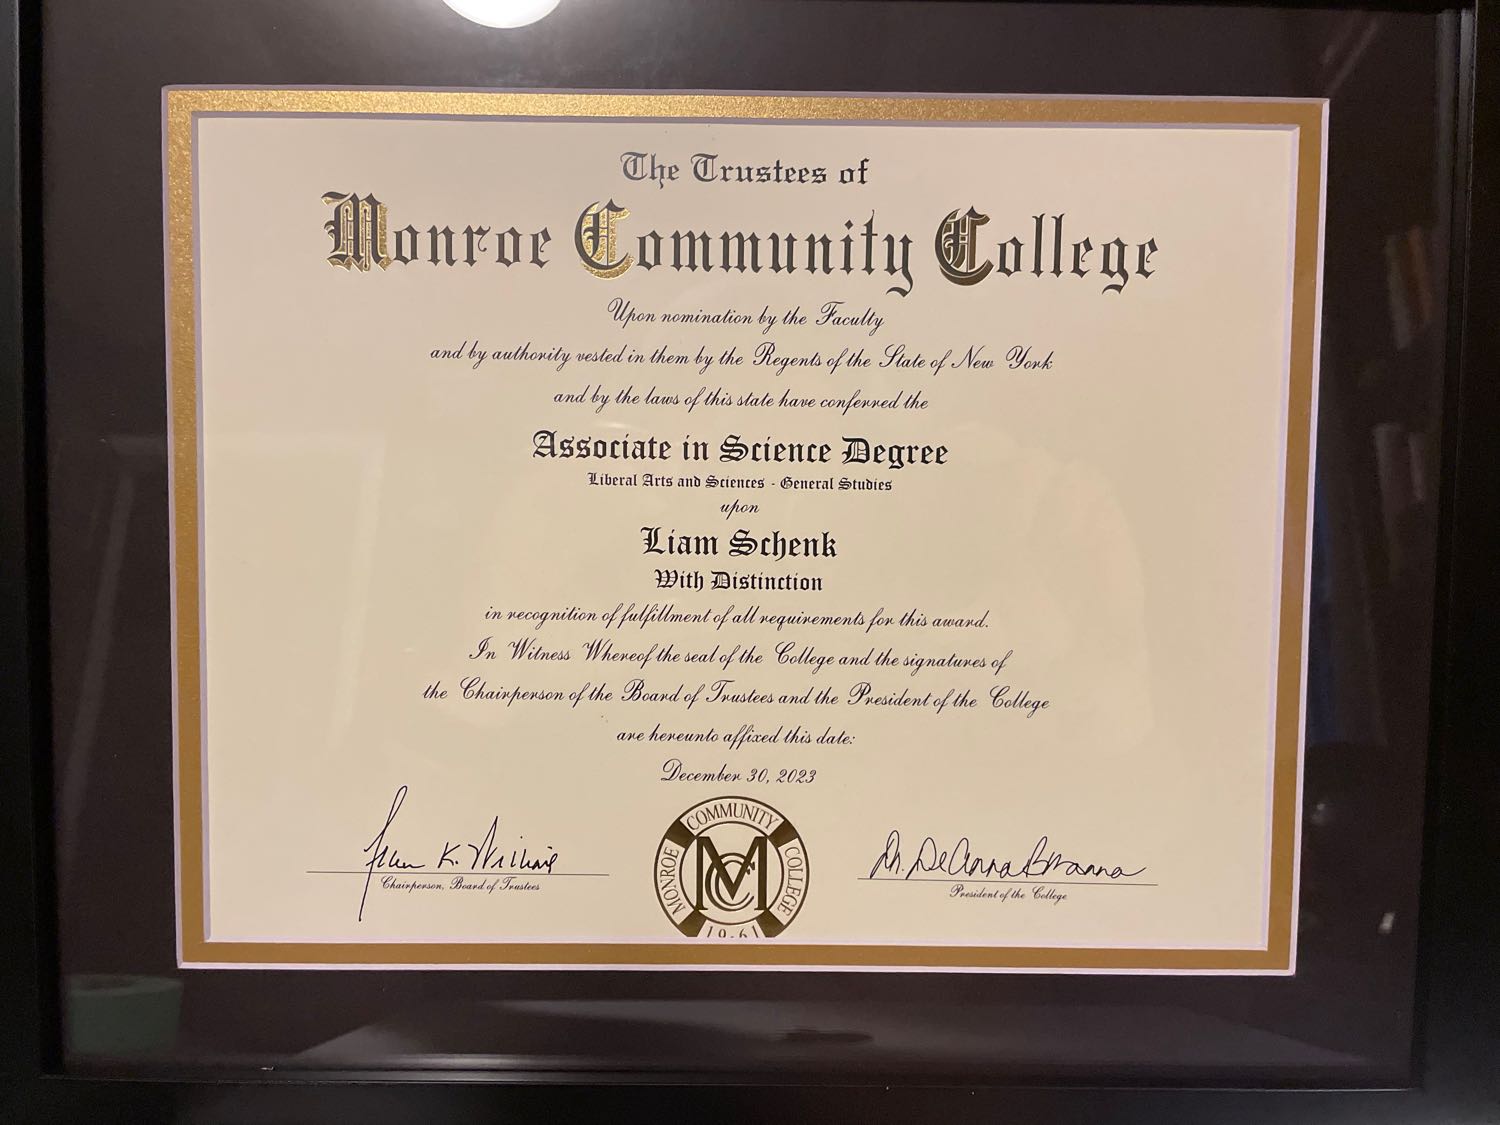 The Trustees of
Monroe Community College
Upon nomination by the Faculty
and by authority vested in them by the Regents of the State of New York
and by the laws of this state have conferred the
Associate in Science Degree
Liberal Arts and Sciences - General Studies
upon
Liam Schenk
With Distinction
in recognition of fulfillment of all requirements for this award.
In Witness Whereof the seal of the College and the signatures of
the Chairperson of the Board of Trustees and the President of the College
are hereunto affixed this date:
December 30, 2023
K.
Chairperson, Board of Trustees
MONROE COMMUNITY COLLEGE
MCC
19-61
Dr. DeAnna
President of the College